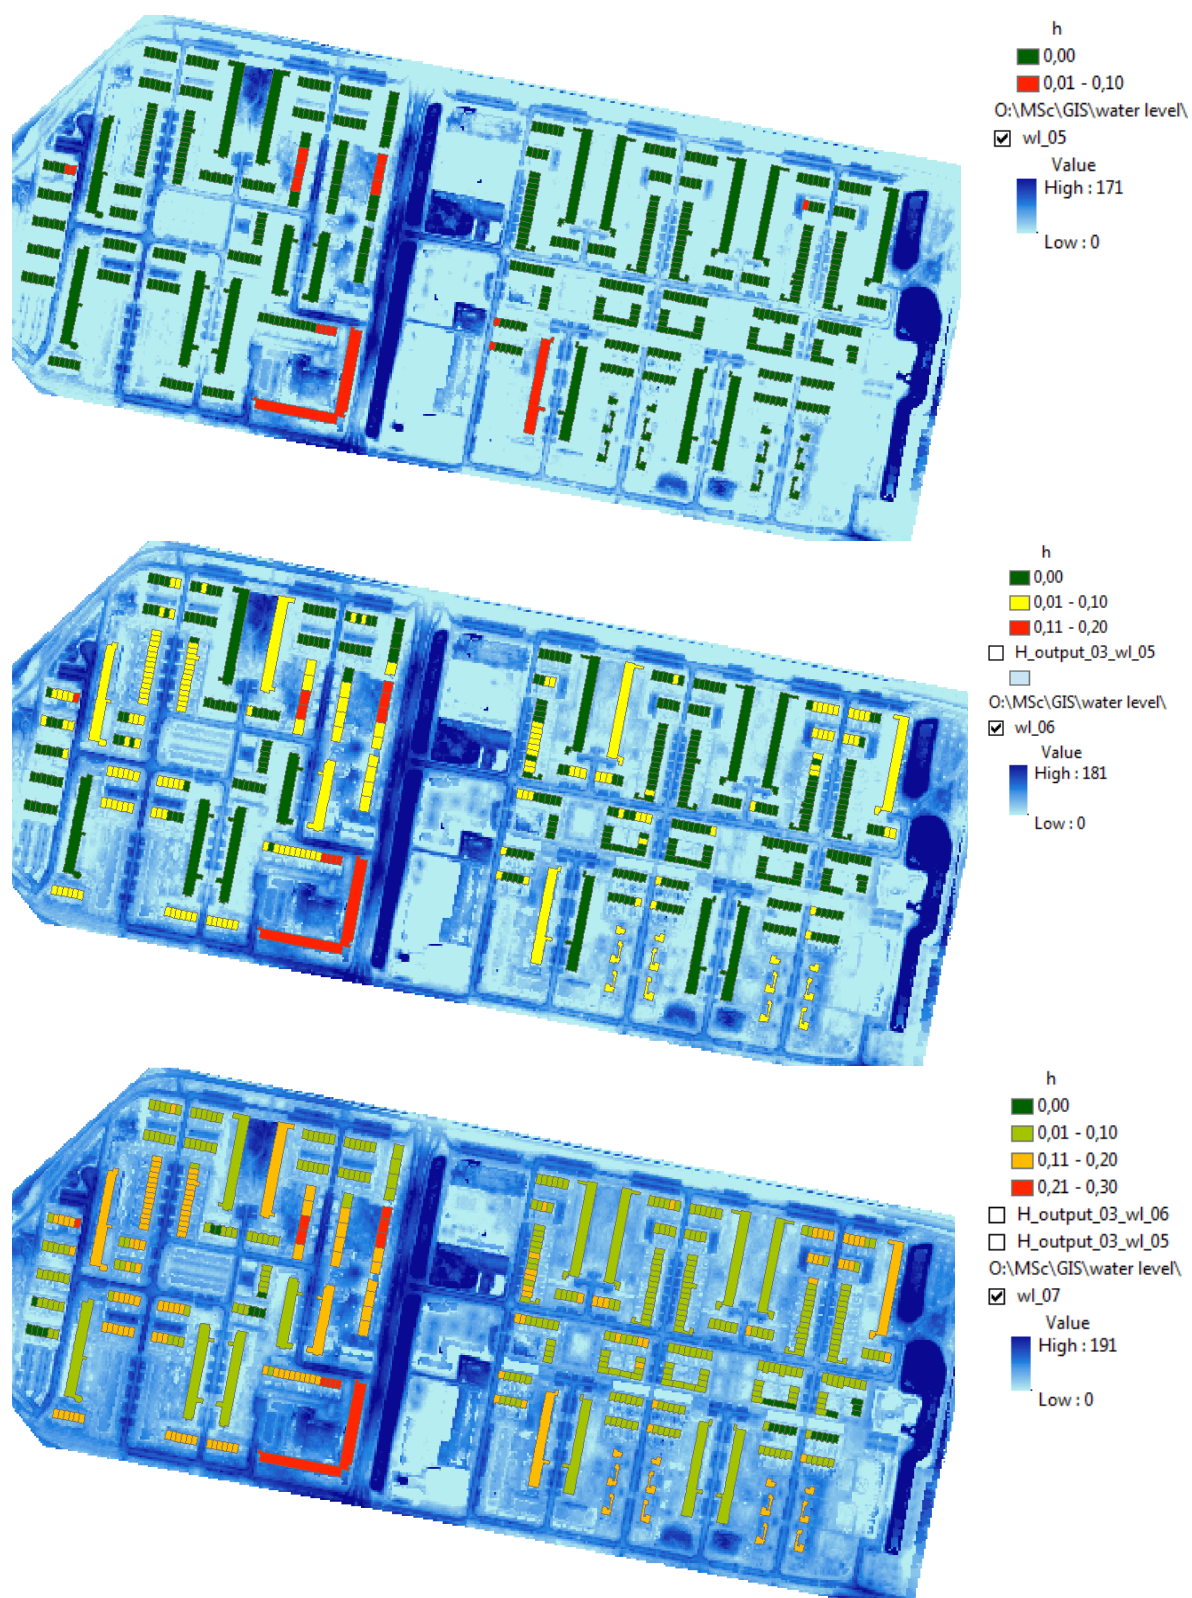 h
0,00
0,01 - 0,10
O:\MSc\GIS\water level\
wl_05
Value
High : 171
Low : 0
h
0,00
0,01 - 0,10
0,11 - 0,20
H_output_03_wl_05
O:\MSc\GIS\water level\
wl_06
Value
High : 181
Low : 0
h
0,00
0,01 - 0,10
0,11 - 0,20
0,21 - 0,30
H_output_03_wl_06
H_output_03_wl_05
O:\MSc\GIS\water level\
wl_07
Value
High : 191
Low : 0